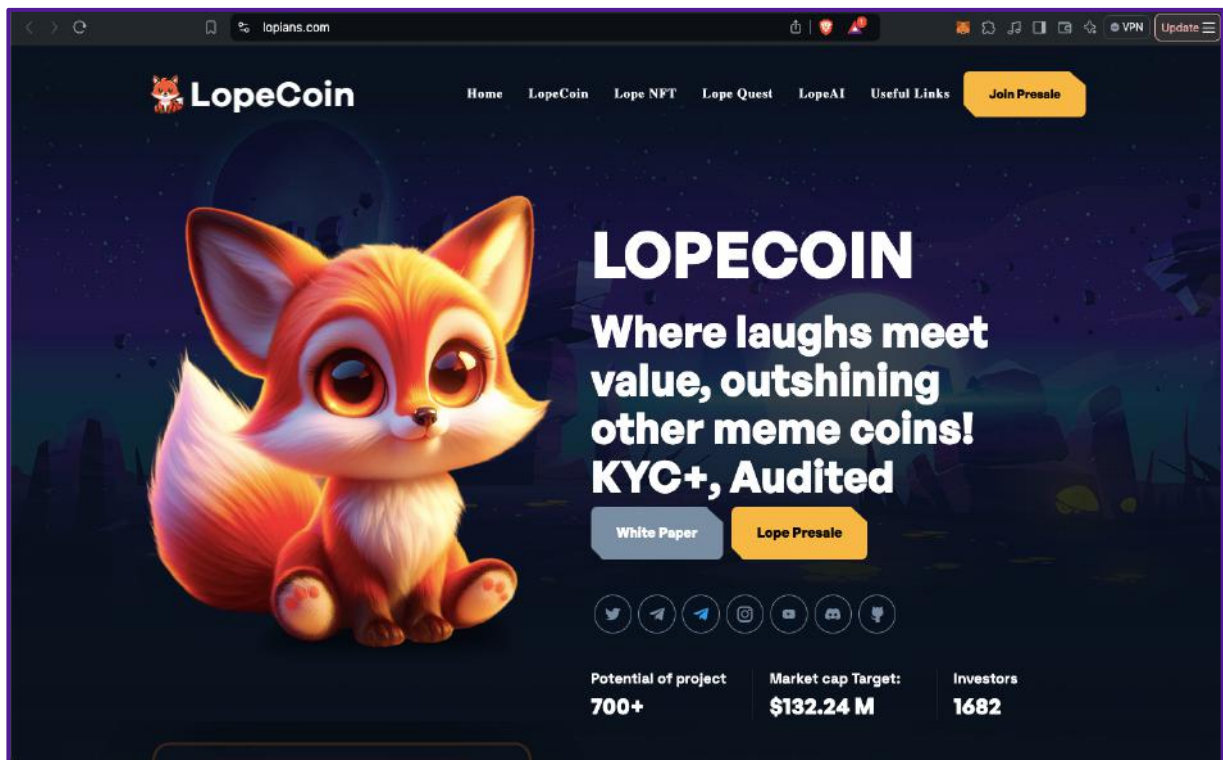 lopians.com
1
VPN
Update
LopeCoin
Home LopeCoin Lope NFT Lope Quest LopeAI Useful Links Join Presale
LOPECOIN
Where laughs meet
value, outshining
other meme coins!
KYC+, Audited
White Paper Lope Presale
Potential of project Market cap Target: Investors
700+ $132.24 M 1682